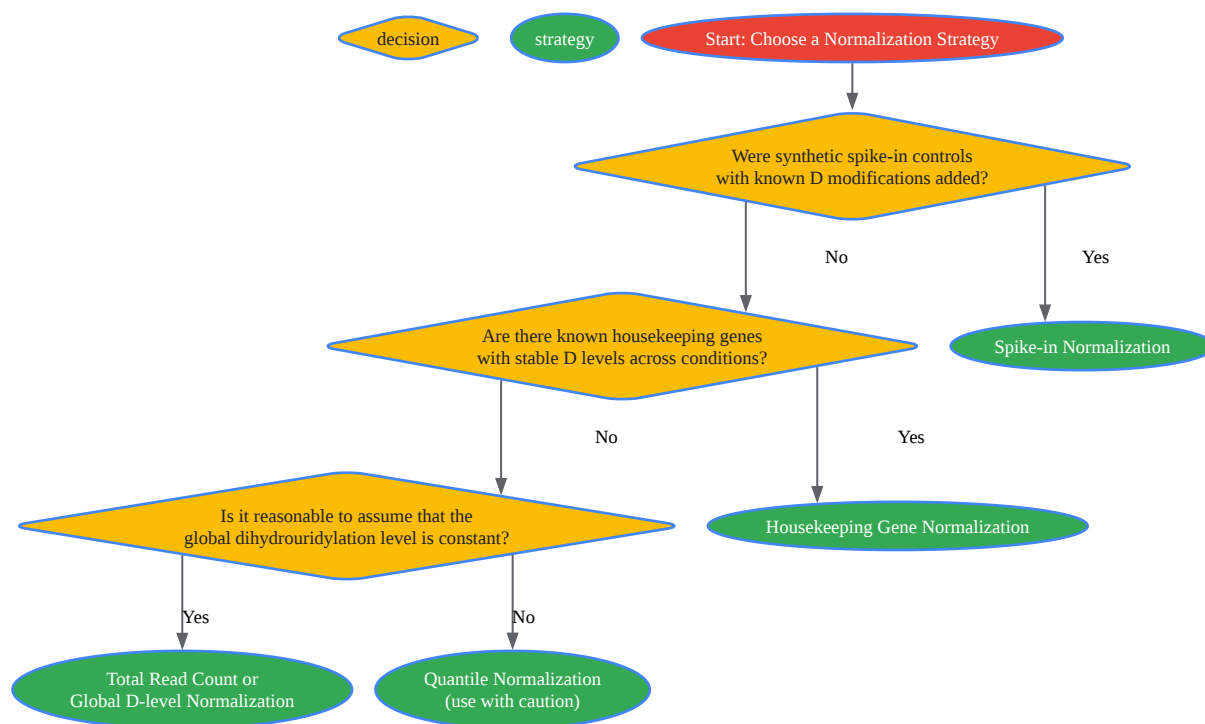 decision
strategy
Start: Choose a Normalization Strategy
Were synthetic spike-in controls
with known D modifications added?
No
Yes
Are there known housekeeping genes
with stable D levels across conditions?
Spike-in Normalization
No
Yes
Is it reasonable to assume that the
global dihydrouridylation level is constant?
Housekeeping Gene Normalization
Yes
No
Total Read Count or
Global D-level Normalization
Quantile Normalization
(use with caution)